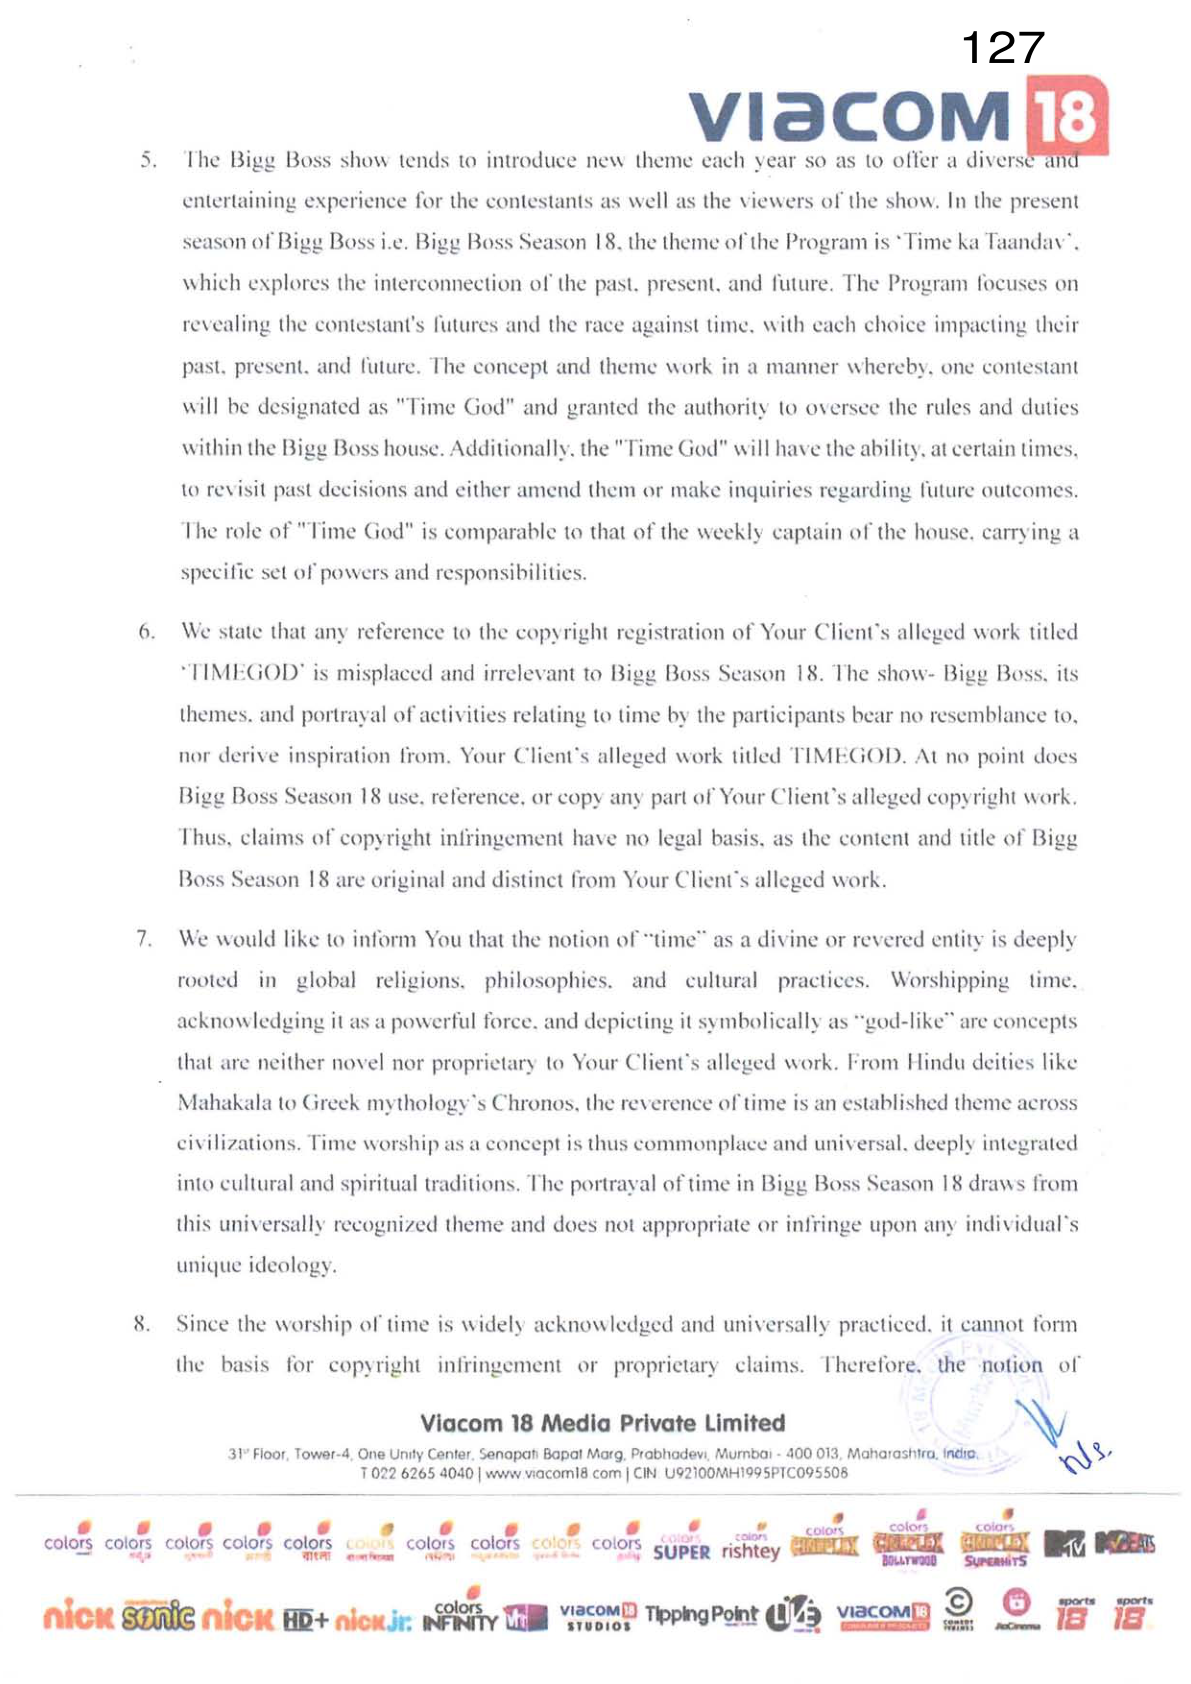 127
VIACOM 18
5. The Bigg Boss show tends to introduce new theme each year so as to offer a diverse and
entertaining experience for the contestants as well as the viewers of the show. In the present
season of Bigg Boss i.e. Bigg Boss Season 18, the theme of the Program is 'Time ka Taandav',
which explores the interconnection of the past, present, and future. The Program focuses on
revealing the contestant's futures and the race against time, with each choice impacting their
past, present, and future. The concept and theme work in a manner whereby, one contestant
will be designated as "Time God" and granted the authority to oversee the rules and duties
within the Bigg Boss house. Additionally, the "Time God" will have the ability, at certain times,
to revisit past decisions and either amend them or make inquiries regarding future outcomes.
The role of "Time God" is comparable to that of the weekly captain of the house, carrying a
specific set of powers and responsibilities.
6. We state that any reference to the copyright registration of Your Client's alleged work titled
'TIMEGOD' is misplaced and irrelevant to Bigg Boss Season 18. The show- Bigg Boss, its
themes, and portrayal of activities relating to time by the participants bear no resemblance to,
nor derive inspiration from, Your Client's alleged work titled TIMEGOD. At no point does
Bigg Boss Season 18 use, reference, or copy any part of Your Client's alleged copyright work.
Thus, claims of copyright infringement have no legal basis, as the content and title of Bigg
Boss Season 18 are original and distinct from Your Client's alleged work.
7. We would like to inform You that the notion of "time" as a divine or revered entity is deeply
rooted in global religions, philosophies, and cultural practices. Worshipping time,
acknowledging it as a powerful force, and depicting it symbolically as "god-like" are concepts
that are neither novel nor proprietary to Your Client's alleged work. From Hindu deities like
Mahakala to Greek mythology's Chronos, the reverence of time is an established theme across
civilizations. Time worship as a concept is thus commonplace and universal, deeply integrated
into cultural and spiritual traditions. The portrayal of time in Bigg Boss Season 18 draws from
this universally recognized theme and does not appropriate or infringe upon any individual's
unique ideology.
8. Since the worship of time is widely acknowledged and universally practiced, it cannot form
the basis for copyright infringement or proprietary claims. Therefore, the notion of
Viacom 18 Media Private Limited
31st Floor, Tower-4, One Unity Center, Senapati Bapat Marg, Prabhadevi, Mumbai - 400 013, Maharashtra, India.
T 022 6265 4040 | www viacom18 com | CIN: U92100MH1995PTC095508
colors colors colors colors colors বাংলা colors colors colors colors colors colors SUPER colors rishtey colors CINEPLEX colors CINEPLEX BOLLYWOOD colors CINEPLEX SUPERHITS MTV
nick sonic nick HD+ nick jr. colors INFINITY VIACOM 18 STUDIOS Tipping Point VIACOM 18 COMEDY CENTRAL JioCinema sports 18 sports 18